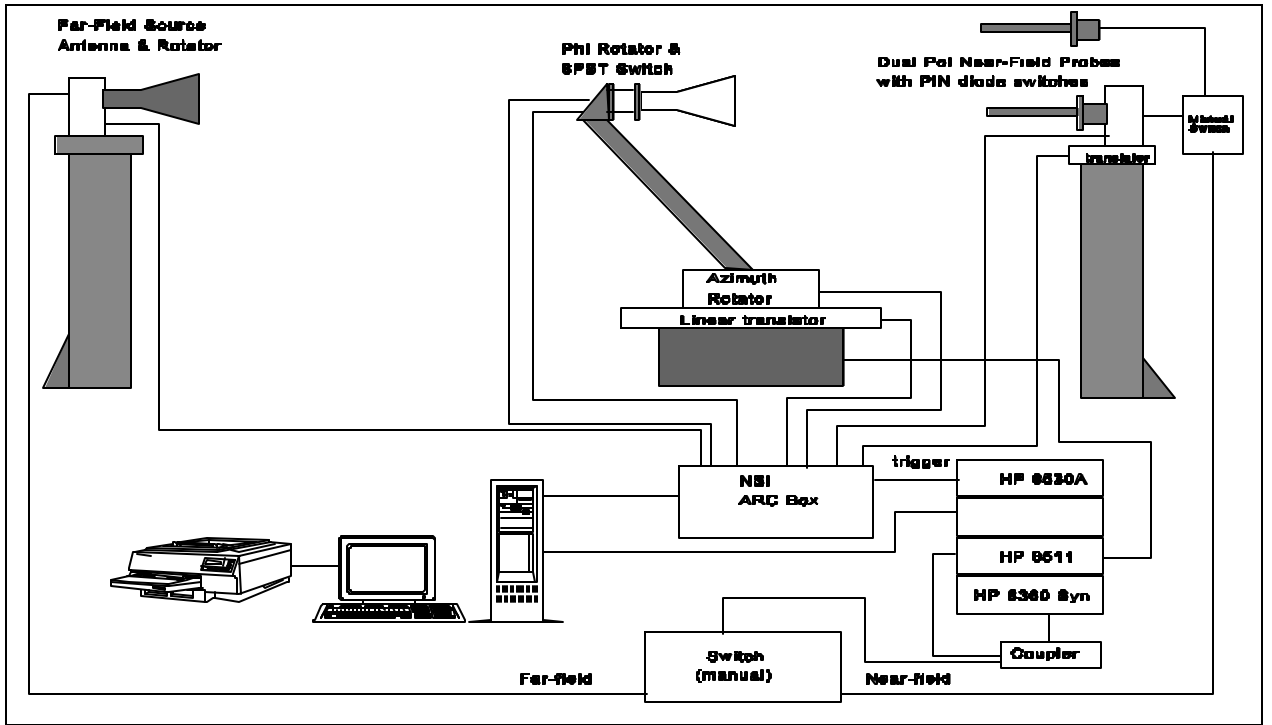 Far-Field Source
Antenna & Rotator
Phi Rotator &
SPST Switch
Dual Pol Near-Field Probes
with PIN diode switches
Switch
translator
Azimuth
Rotator
Linear translator
trigger
NSI
ARC Box
HP 8530A
HP 8511
HP 8360 Syn
Coupler
Switch
(manual)
Far-field
Near-field